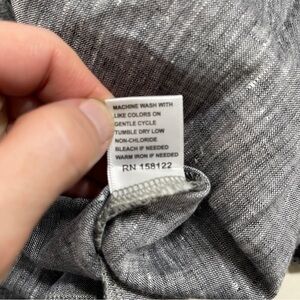 MACHINE WASH WITH
LIKE COLORS ON
GENTLE CYCLE
TUMBLE DRY LOW
NON-CHLORIDE
BLEACH IF NEEDED
WARM IRON IF NEEDED
RN 158122